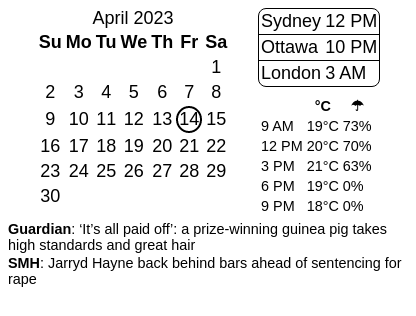 April 2023
Su Mo Tu We Th Fr Sa
1
2 3 4 5 6 7 8
9 10 11 12 13 14 15
16 17 18 19 20 21 22
23 24 25 26 27 28 29
30
Sydney 12 PM
Ottawa 10 PM
London 3 AM
°C ☂
9 AM 19°C 73%
12 PM 20°C 70%
3 PM 21°C 63%
6 PM 19°C 0%
9 PM 18°C 0%
Guardian: ‘It’s all paid off’: a prize-winning guinea pig takes
high standards and great hair
SMH: Jarryd Hayne back behind bars ahead of sentencing for
rape